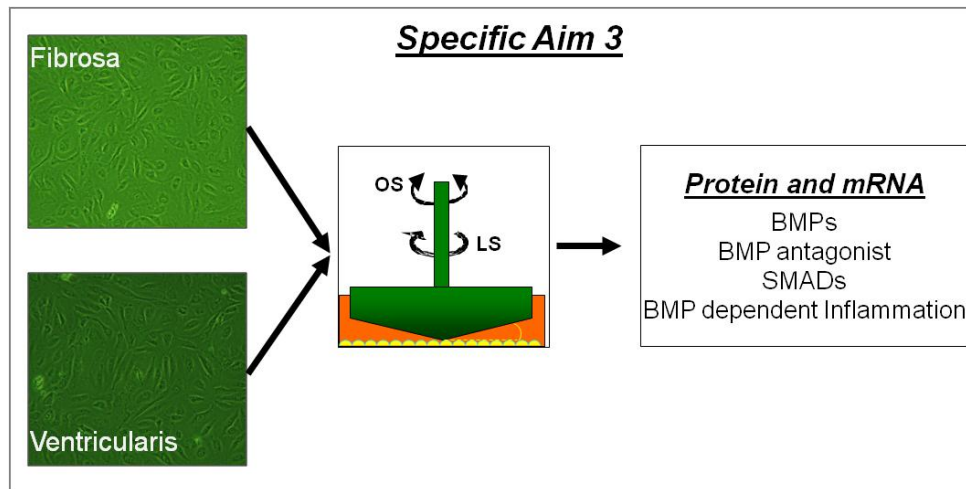 Specific Aim 3
Fibrosa
Ventricularis
OS
LS
Protein and mRNA
BMPs
BMP antagonist
SMADs
BMP dependent Inflammation